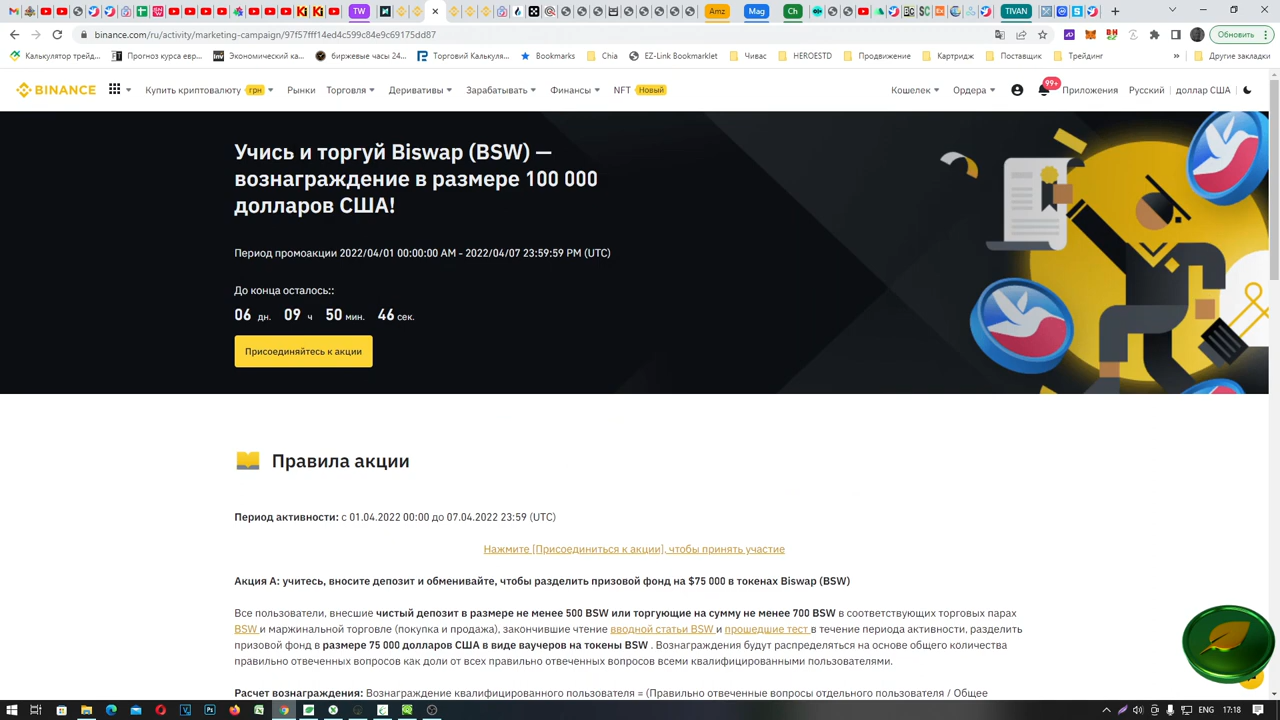 TW
Amz
Mag
Ch
TIVAN
binance.com/ru/activity/marketing-campaign/97f57fff14ed4c599c84e9c69175dd87
Обновить
Калькулятор трейд...
Прогноз курса евр...
Экономический ка...
биржевые часы 24...
Торговий Калькуля...
Bookmarks
Chia
EZ-Link Bookmarklet
Чивас
HEROESTD
Продвижение
Картридж
Поставщик
Трейдинг
»
Другие закладки
BINANCE
Купить криптовалюту грн
Рынки
Торговля
Деривативы
Зарабатывать
Финансы
NFT Новый
Кошелек
Ордера
99+
Приложения
Русский
доллар США
Учись и торгуй Biswap (BSW) —
вознаграждение в размере 100 000
долларов США!
Период промоакции 2022/04/01 00:00:00 AM - 2022/04/07 23:59:59 PM (UTC)
До конца осталось::
06 дн. 09 ч 50 мин. 46 сек.
Присоединяйтесь к акции
Правила акции
Период активности: с 01.04.2022 00:00 до 07.04.2022 23:59 (UTC)
Нажмите [Присоединиться к акции], чтобы принять участие
Акция А: учитесь, вносите депозит и обменивайте, чтобы разделить призовой фонд на $75 000 в токенах Biswap (BSW)
Все пользователи, внесшие чистый депозит в размере не менее 500 BSW или торгующие на сумму не менее 700 BSW в соответствующих торговых парах
BSW и маржинальной торговле (покупка и продажа), закончившие чтение вводной статьи BSW и прошедшие тест в течение периода активности, разделить
призовой фонд в размере 75 000 долларов США в виде ваучеров на токены BSW . Вознаграждения будут распределяться на основе общего количества
правильно отвеченных вопросов как доли от всех правильно отвеченных вопросов всеми квалифицированными пользователями.
Расчет вознаграждения: Вознаграждение квалифицированного пользователя = (Правильно отвеченные вопросы отдельного пользователя / Общее
ENG
17:18